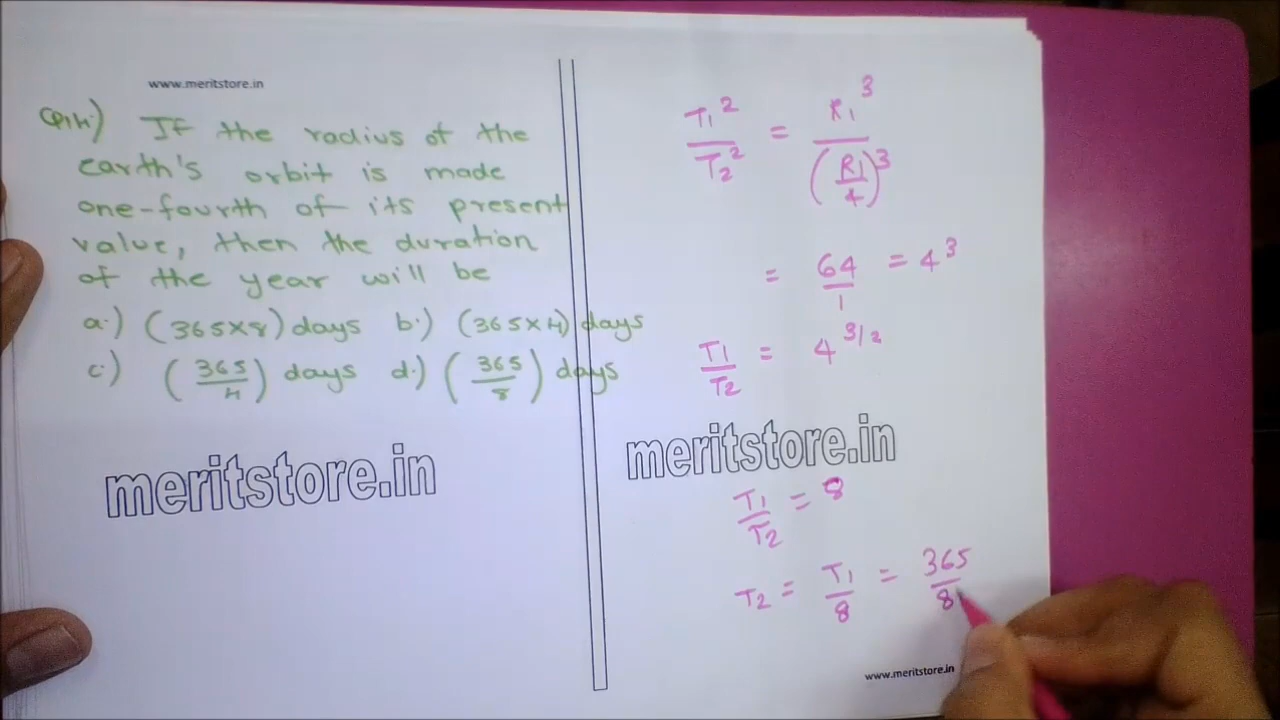 www.meritstore.in
Q14.) If the radius of the
earth's orbit is made
one-fourth of its present
value, then the duration
of the year will be
a.) (365×8) days b.) (365×4) days
c.) (365/4) days d.) (365/8) days
meritstore.in
T₁²/T₂² = R₁³/(R₁/4)³
= 64/1 = 4³
T₁/T₂ = 4^3/2
meritstore.in
T₁/T₂ = 8
T₂ = T₁/8 = 365/8
www.meritstore.in